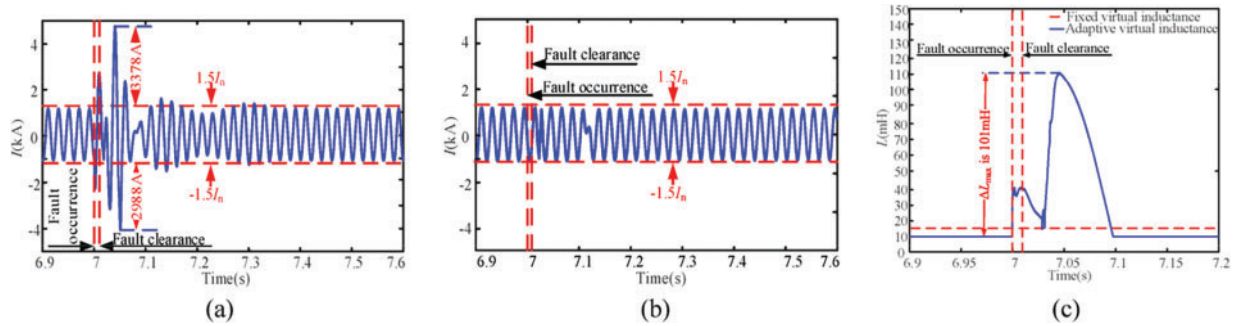 4
2
0
-2
-4
I(kA)
3378A
1.5Iₙ
2988A
-1.5Iₙ
Fault
occurrence
Fault clearance
6.9 7 7.1 7.2 7.3 7.4 7.5 7.6
Time(s)
(a)
4
2
0
-2
-4
I(kA)
Fault clearance
Fault occurrence
1.5Iₙ
-1.5Iₙ
6.9 7 7.1 7.2 7.3 7.4 7.5 7.6
Time(s)
(b)
150
140
130
120
110
100
90
80
70
60
50
40
30
20
10
0
L(mH)
Fixed virtual inductance
Adaptive virtual inductance
Fault occurrence
Fault clearance
ΔLmax is 101mH
6.9 6.95 7 7.05 7.1 7.15 7.2
Time(s)
(c)